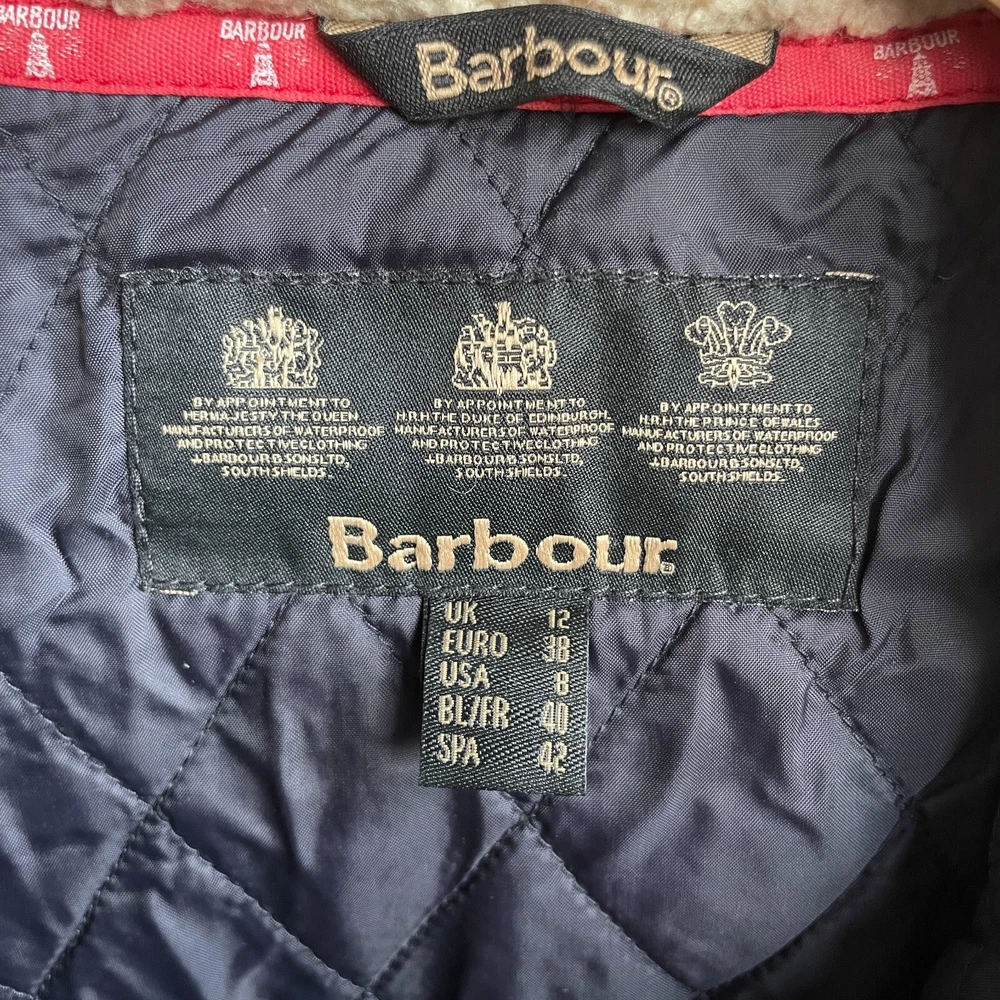 BARBOUR
BARBOUR
BARBOUR
Barbour®
BY APPOINTMENT TO
HER MAJESTY THE QUEEN
MANUFACTURERS OF WATERPROOF
AND PROTECTIVE CLOTHING
J.BARBOUR & SONS LTD,
SOUTH SHIELDS.
BY APPOINTMENT TO
H.R.H THE DUKE OF EDINBURGH,
MANUFACTURERS OF WATERPROOF
AND PROTECTIVE CLOTHING
J.BARBOUR & SONS LTD,
SOUTH SHIELDS.
BY APPOINTMENT TO
H.R.H THE PRINCE OF WALES
MANUFACTURERS OF WATERPROOF
AND PROTECTIVE CLOTHING
J.BARBOUR & SONS LTD,
SOUTH SHIELDS.
Barbour®
UK 12
EURO 38
USA 8
BL/FR 40
SPA 42